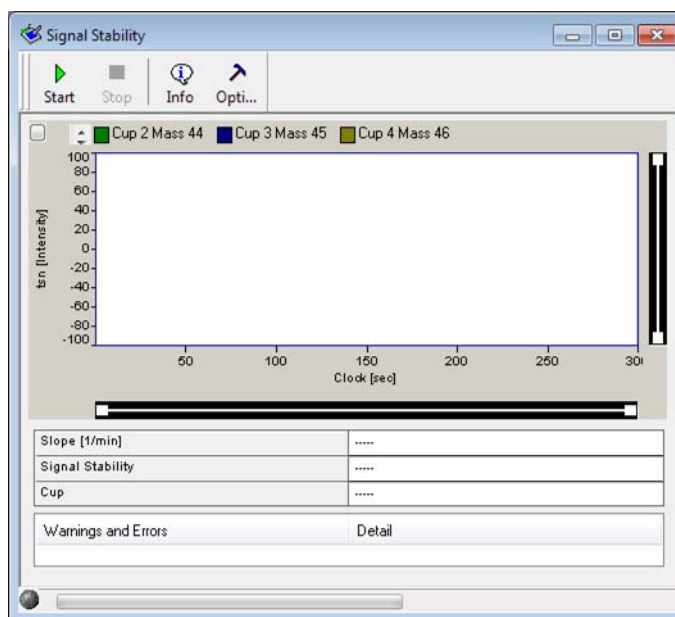 Signal Stability
Start Stop Info Opti...
Cup 2 Mass 44 Cup 3 Mass 45 Cup 4 Mass 46
100
80
60
40
20
0
-20
-40
-60
-80
-100
tsn [Intensity]
50 100 150 200 250 300
Clock [sec]
Slope [1/min] -----
Signal Stability -----
Cup -----
Warnings and Errors Detail